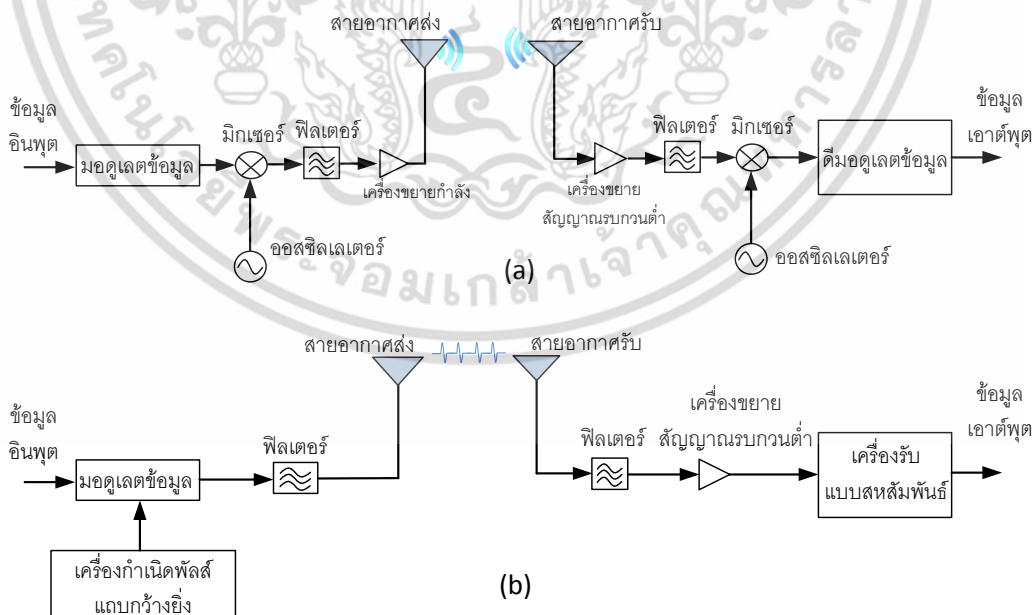 สายอากาศส่ง
สายอากาศรับ
ข้อมูล
อินพุต
มอดูเลตข้อมูล
มิกเซอร์
ฟิลเตอร์
เครื่องขยายกำลัง
ออสซิลเลเตอร์
เครื่องขยาย
สัญญาณรบกวนต่ำ
ฟิลเตอร์
มิกเซอร์
ออสซิลเลเตอร์
ดีมอดูเลตข้อมูล
ข้อมูล
เอาต์พุต
(a)
สายอากาศส่ง
สายอากาศรับ
ข้อมูล
อินพุต
มอดูเลตข้อมูล
เครื่องกำเนิดพัลส์
แถบกว้างยิ่ง
ฟิลเตอร์
ฟิลเตอร์
เครื่องขยาย
สัญญาณรบกวนต่ำ
เครื่องรับ
แบบสหสัมพันธ์
ข้อมูล
เอาต์พุต
(b)